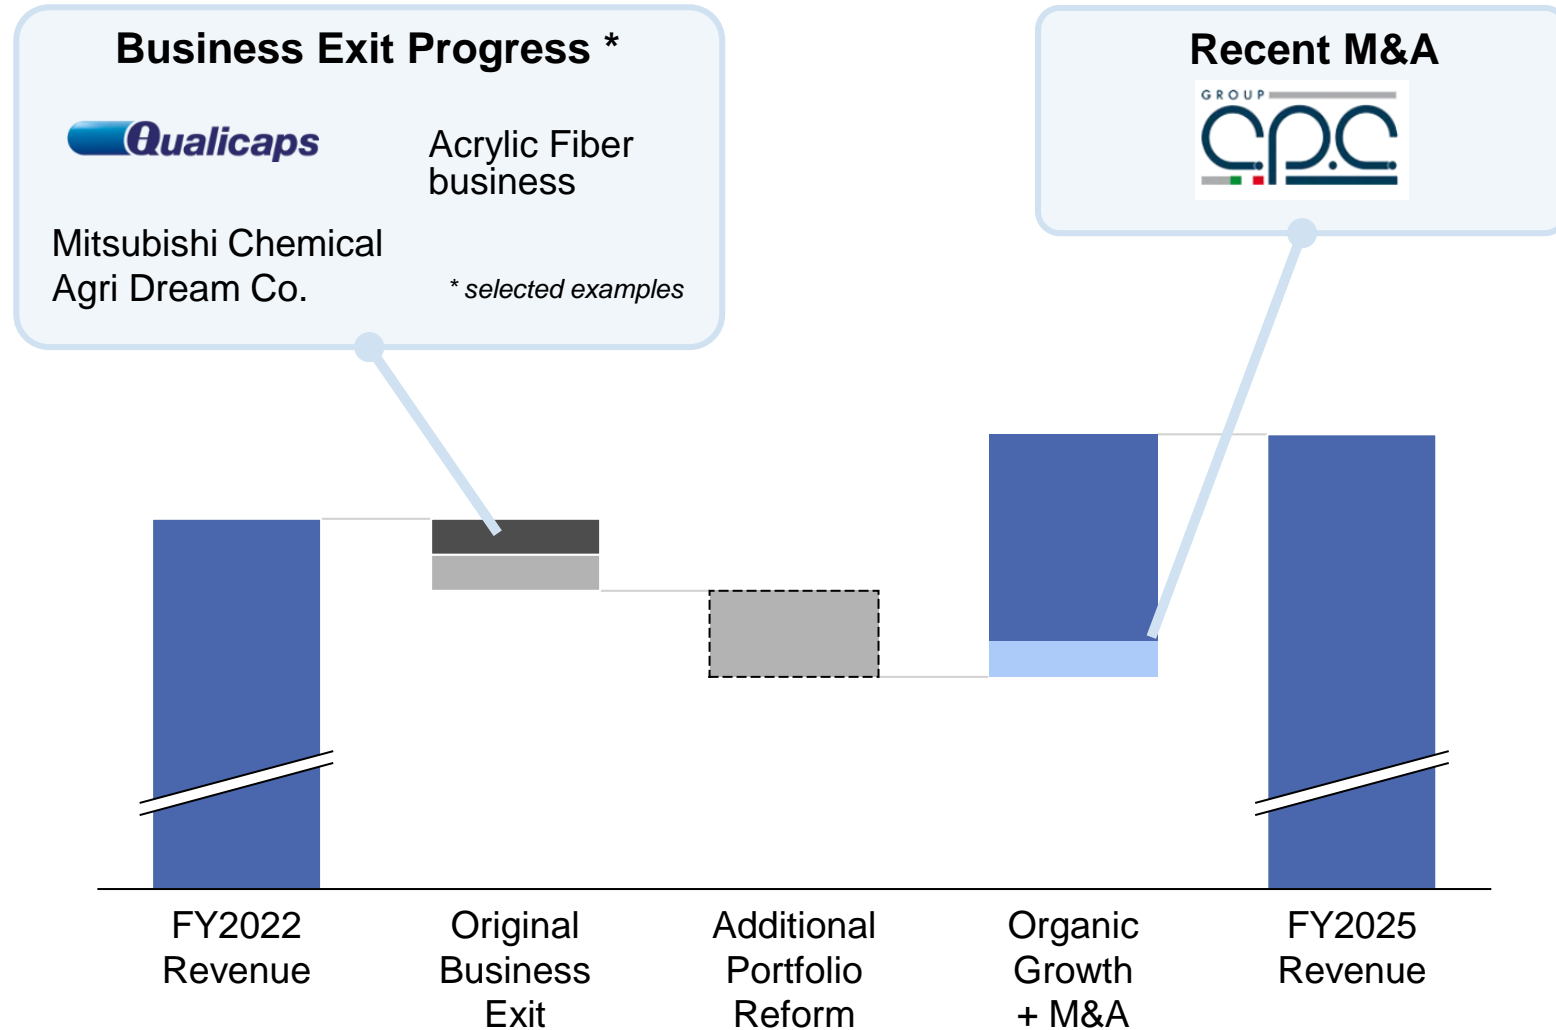 Business Exit Progress *
Qualicaps
Acrylic Fiber
business
Mitsubishi Chemical
Agri Dream Co.
* selected examples
Recent M&A
GROUP
c.p.c.
FY2022
Revenue
Original
Business
Exit
Additional
Portfolio
Reform
Organic
Growth
+ M&A
FY2025
Revenue